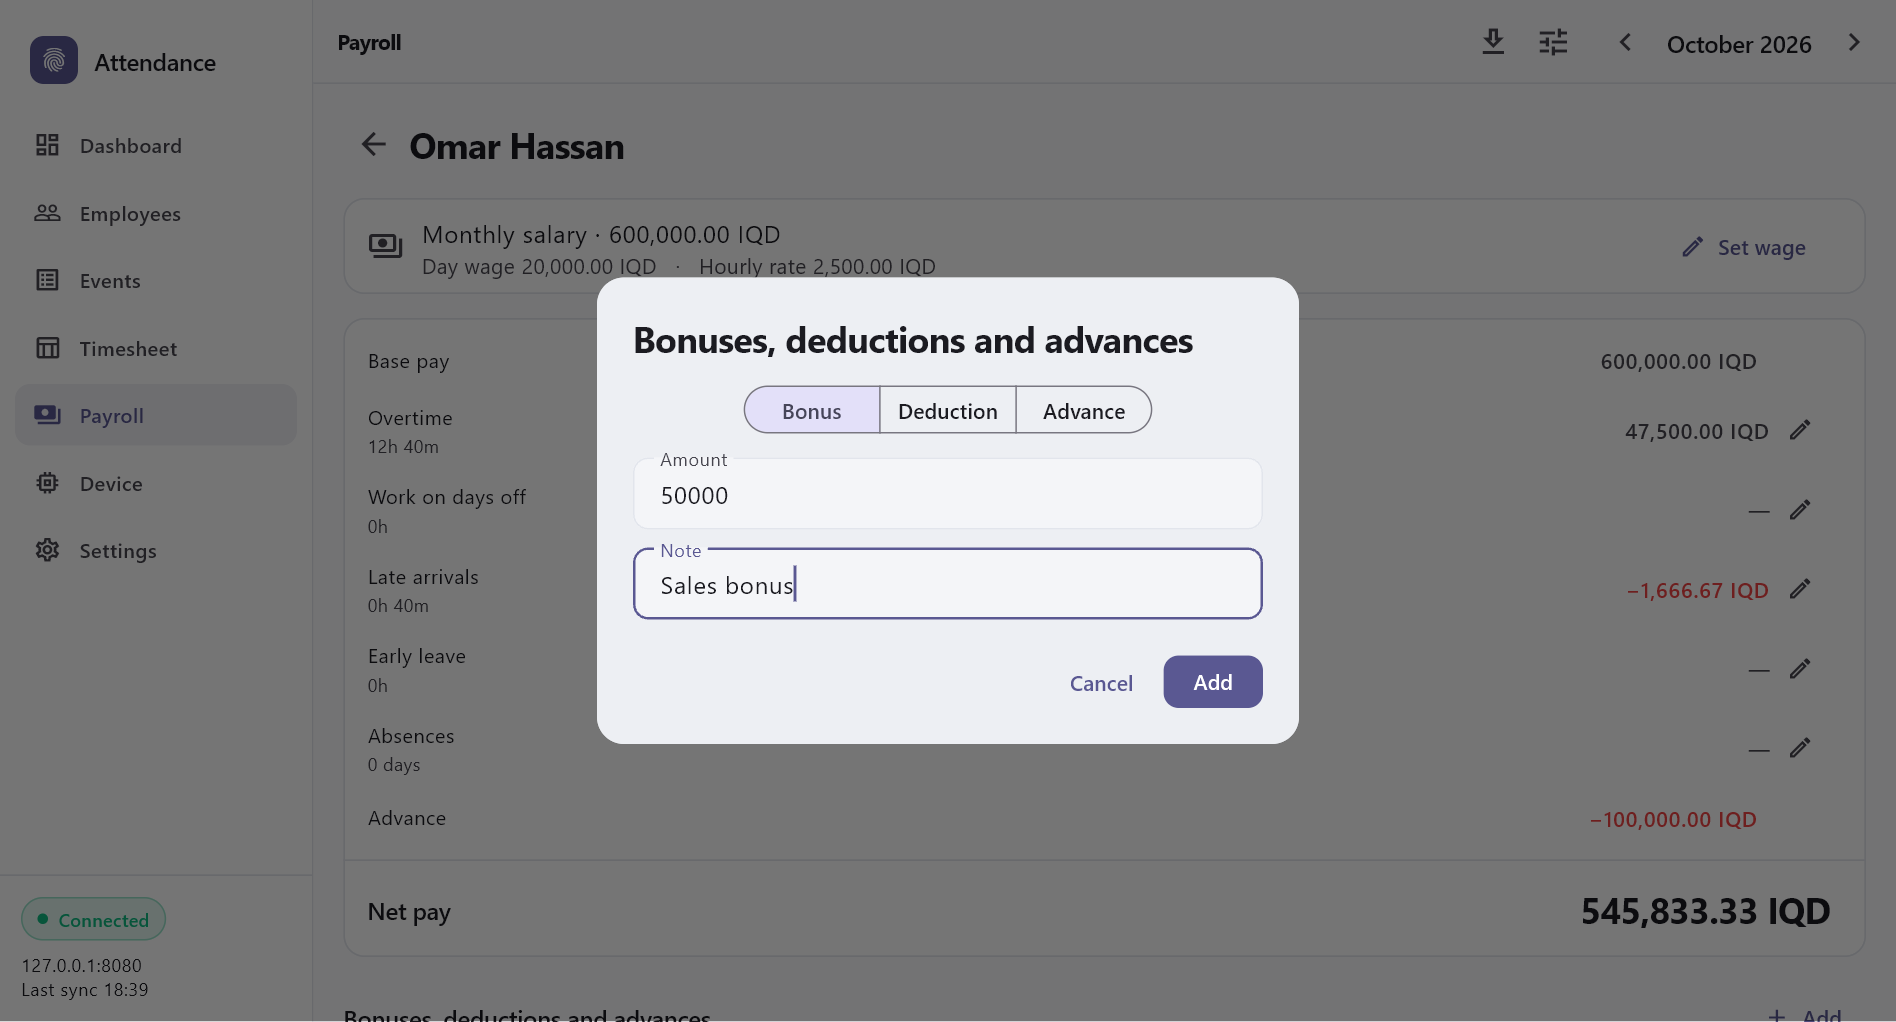 Attendance
Dashboard
Employees
Events
Timesheet
Payroll
Device
Settings
Connected
127.0.0.1:8080
Last sync 18:39
Payroll
October 2026
Omar Hassan
Monthly salary · 600,000.00 IQD
Day wage 20,000.00 IQD · Hourly rate 2,500.00 IQD
Set wage
Base pay
600,000.00 IQD
Overtime
12h 40m
47,500.00 IQD
Work on days off
0h
—
Late arrivals
0h 40m
−1,666.67 IQD
Early leave
0h
—
Absences
0 days
—
Advance
−100,000.00 IQD
Net pay
545,833.33 IQD
Bonuses, deductions and advances
+ Add
Bonuses, deductions and advances
Bonus
Deduction
Advance
Amount
50000
Note
Sales bonus
Cancel
Add